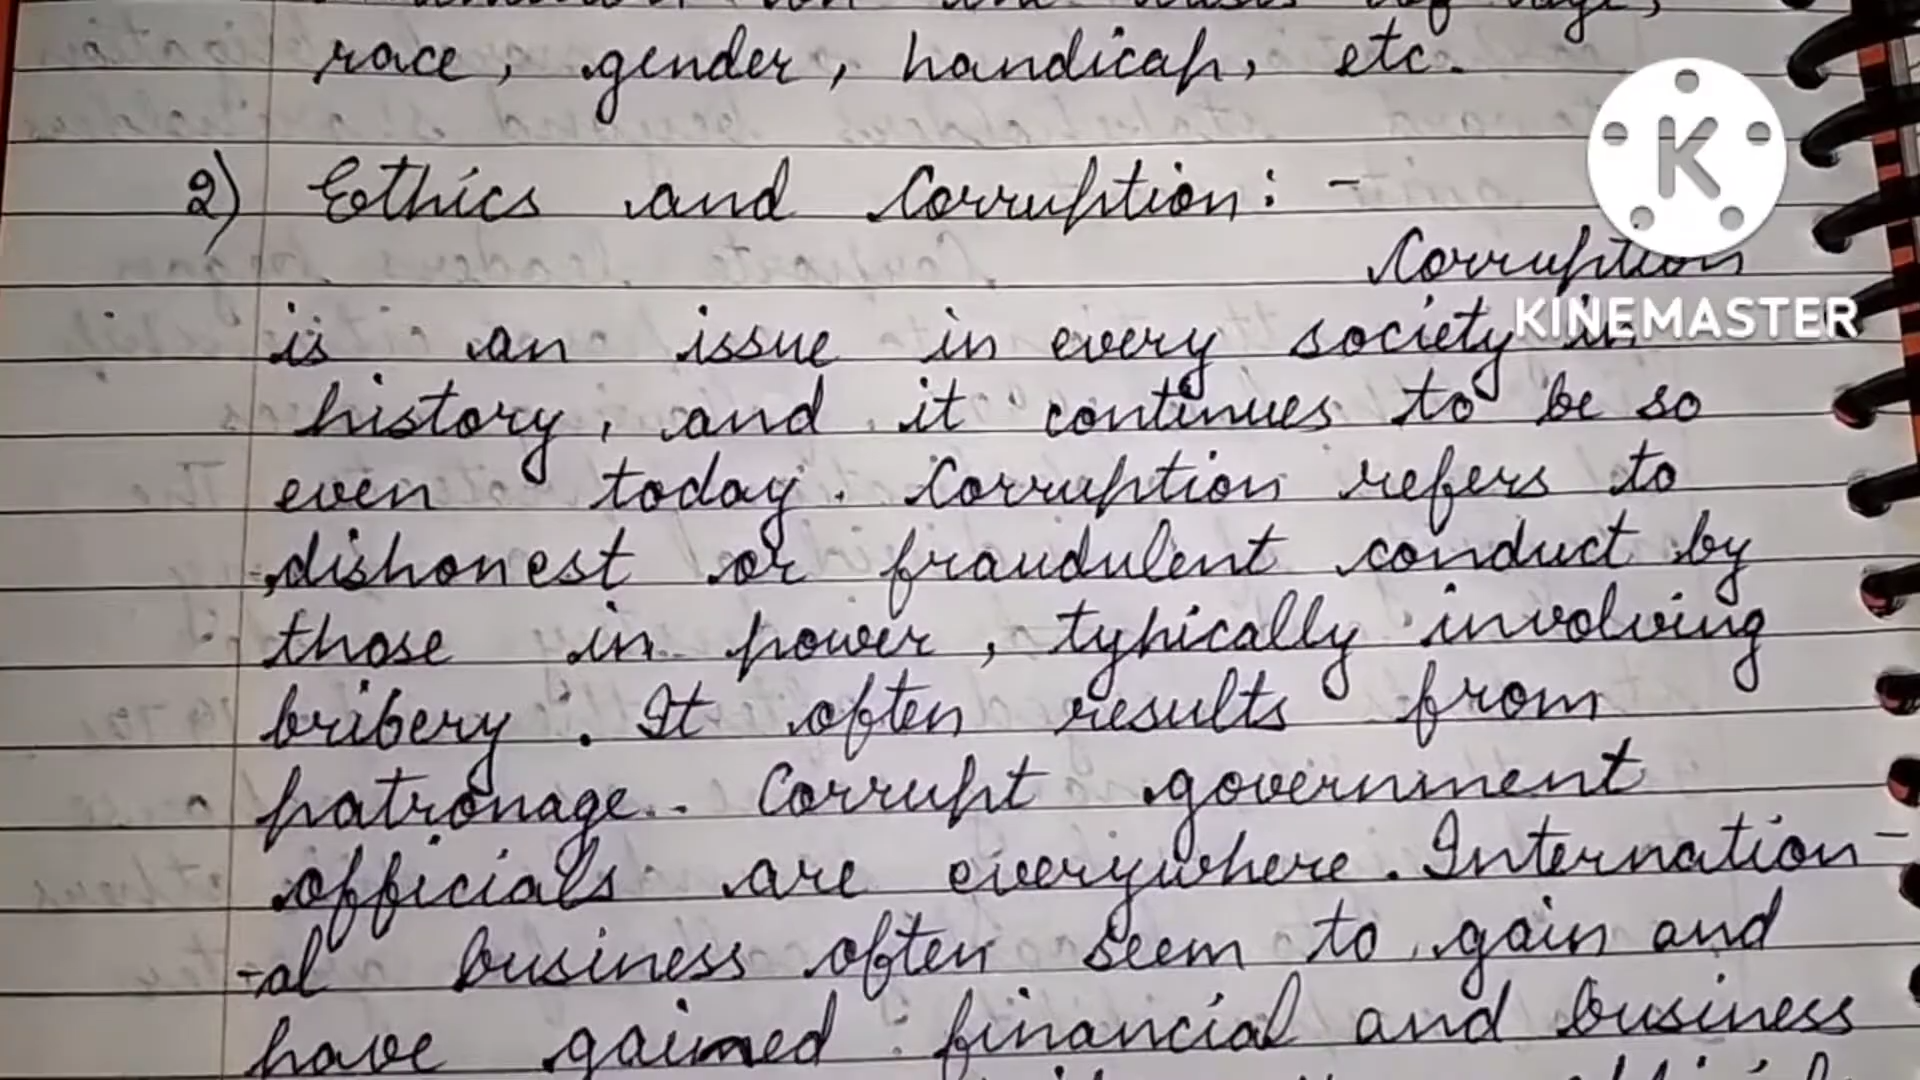 race, gender, handicap, etc.
2) Ethics and Corruption: -
Corruption
is an issue in every society in
history, and it continues to be so
even today. Corruption refers to
dishonest or fraudulent conduct by
those in power, typically involving
bribery. It often results from
patronage. Corrupt government
officials are everywhere. Internation-
-al business often seem to gain and
have gained financial and business
K
KINEMASTER